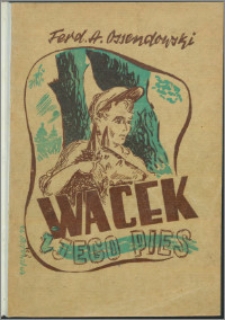 Ferd. A. Ossendowski
WACEK
I JEGO PIES